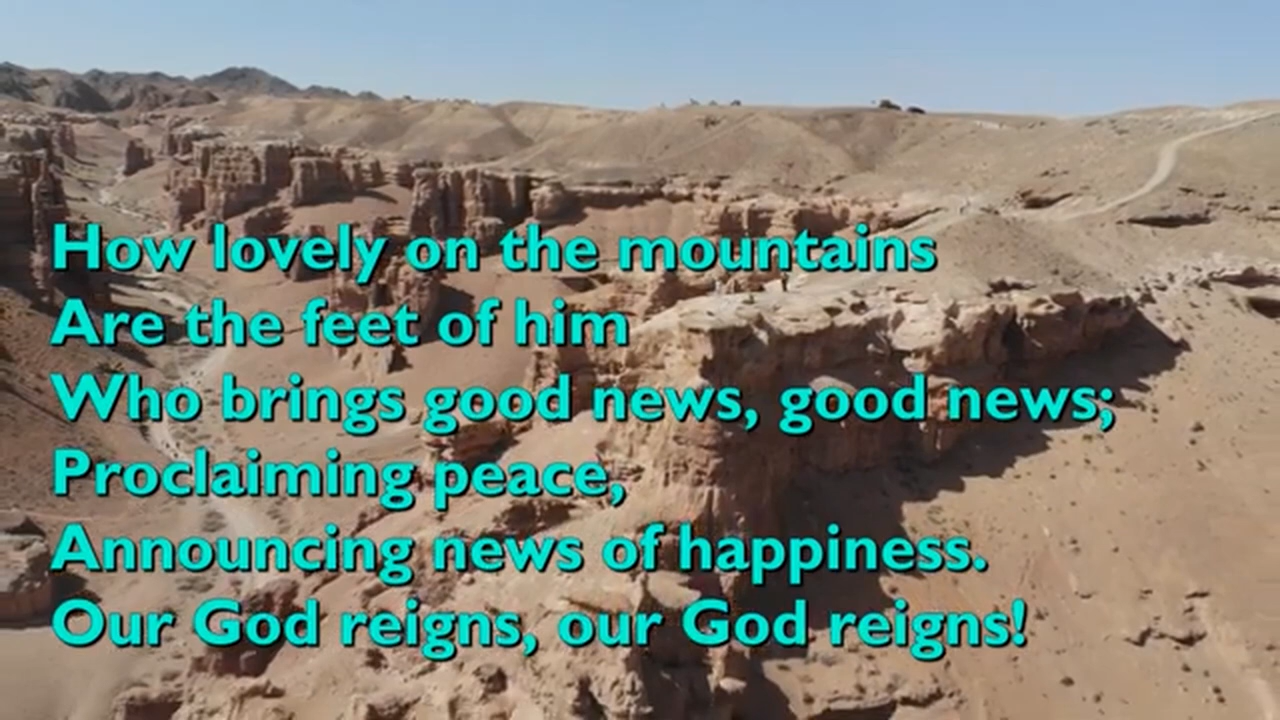 How lovely on the mountains
Are the feet of him
Who brings good news, good news;
Proclaiming peace,
Announcing news of happiness.
Our God reigns, our God reigns!